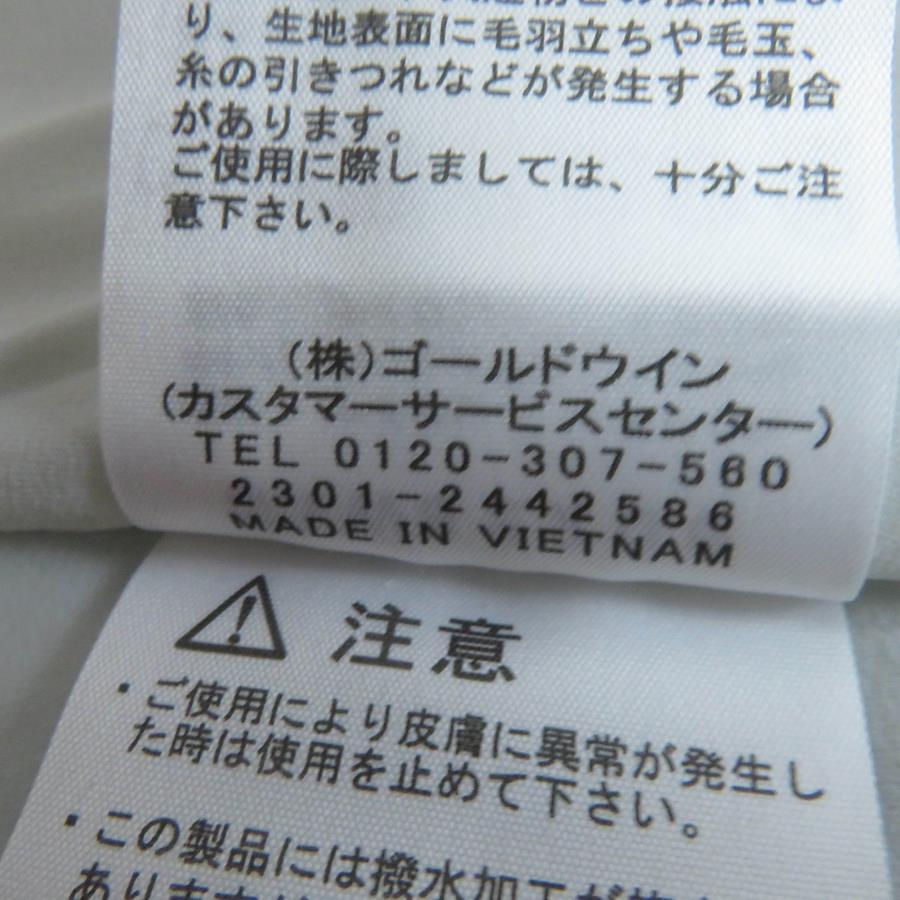 り、生地表面に毛羽立ちや毛玉、
糸の引きつれなどが発生する場合
があります。
ご使用に際しましては、十分ご注
意下さい。
(株)ゴールドウイン
(カスタマーサービスセンター)
TEL 0120-307-560
2301-2442586
MADE IN VIETNAM
注意
・ご使用により皮膚に異常が発生し
た時は使用を止めて下さい。
・この製品には撥水加工が
あります